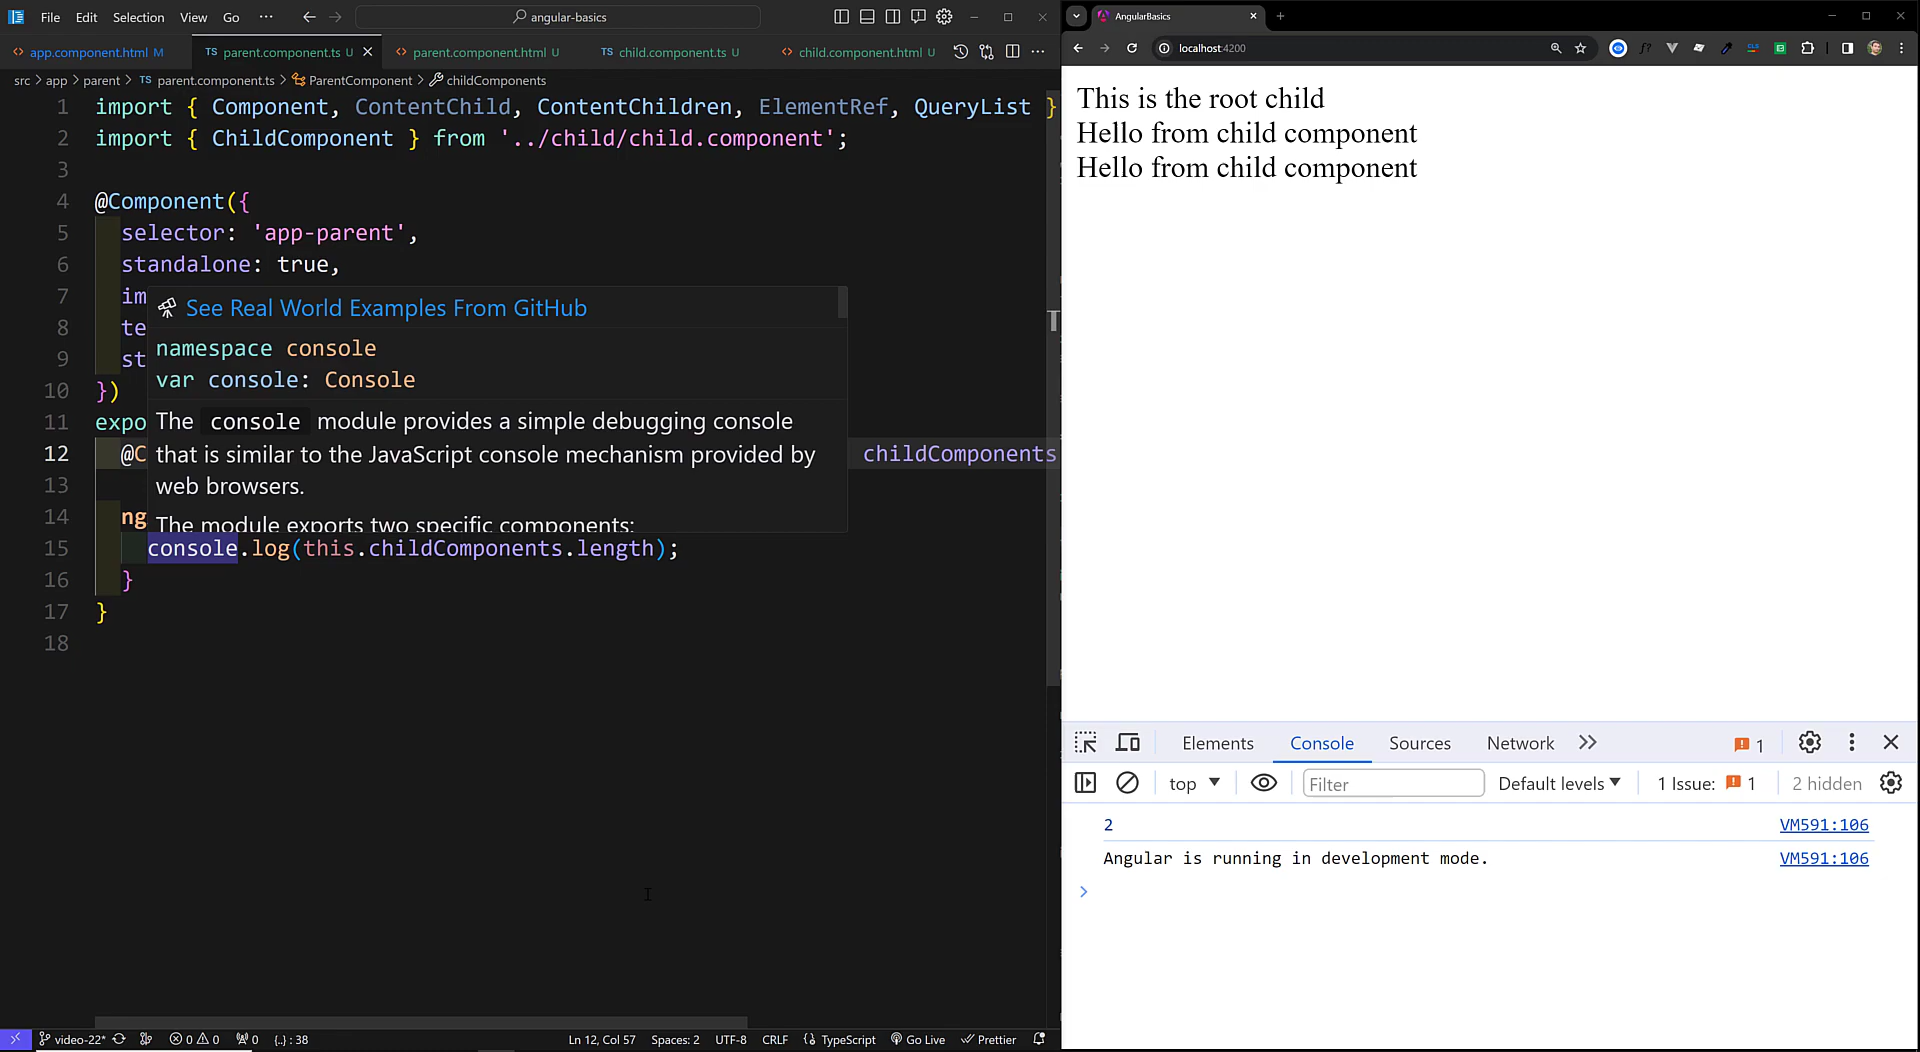 File Edit Selection View Go ··· angular-basics
app.component.html M parent.component.ts U parent.component.html U child.component.ts U child.component.html U
src > app > parent > TS parent.component.ts > ParentComponent > childComponents
1 import { Component, ContentChild, ContentChildren, ElementRef, QueryList }
2 import { ChildComponent } from '../child/child.component';
3
4 @Component({
5 selector: 'app-parent',
6 standalone: true,
7 im
8 te
9 st
10 })
11 expo
12 @C childComponents
13
14 ng
15 console.log(this.childComponents.length);
16 }
17 }
18
See Real World Examples From GitHub
namespace console
var console: Console
The console module provides a simple debugging console
that is similar to the JavaScript console mechanism provided by
web browsers.
The module exports two specific components:
video-22* 0 0 0 {..} : 38 Ln 12, Col 57 Spaces: 2 UTF-8 CRLF TypeScript Go Live Prettier
AngularBasics
localhost:4200
This is the root child
Hello from child component
Hello from child component
Elements Console Sources Network 1
top Filter Default levels 1 Issue: 1 2 hidden
2 VM591:106
Angular is running in development mode. VM591:106